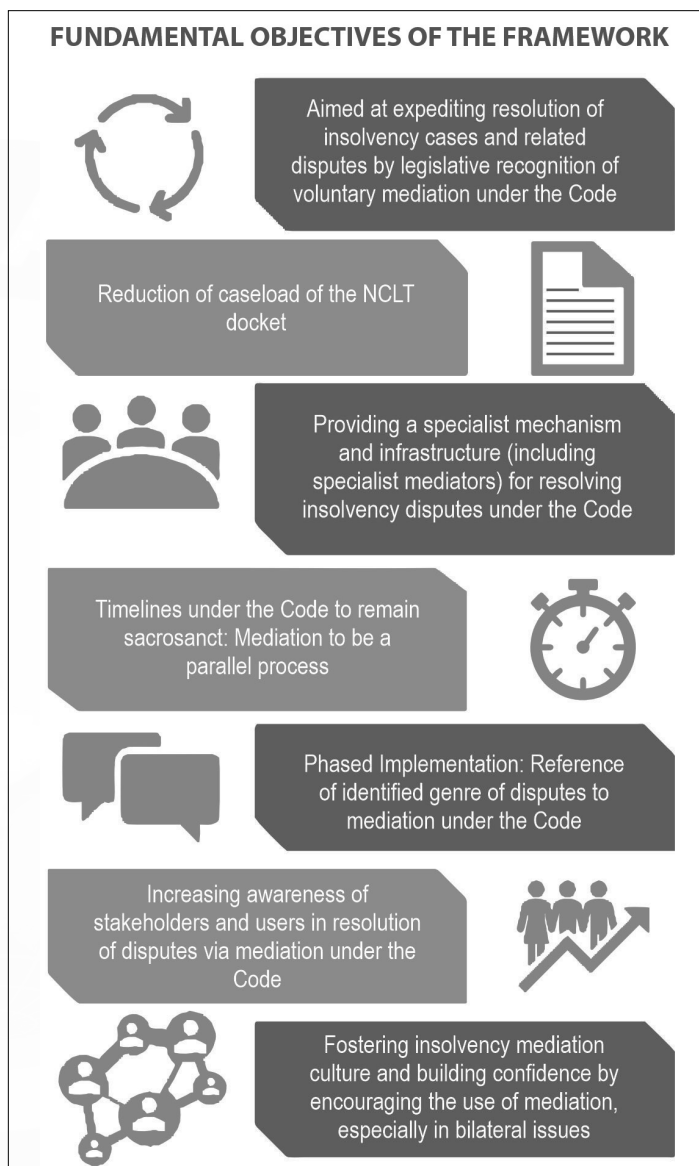 FUNDAMENTAL OBJECTIVES OF THE FRAMEWORK
Aimed at expediting resolution of
insolvency cases and related
disputes by legislative recognition of
voluntary mediation under the Code
Reduction of caseload of the NCLT
docket
Providing a specialist mechanism
and infrastructure (including
specialist mediators) for resolving
insolvency disputes under the Code
Timelines under the Code to remain
sacrosanct: Mediation to be a
parallel process
Phased Implementation: Reference
of identified genre of disputes to
mediation under the Code
Increasing awareness of
stakeholders and users in resolution
of disputes via mediation under the
Code
Fostering insolvency mediation
culture and building confidence by
encouraging the use of mediation,
especially in bilateral issues